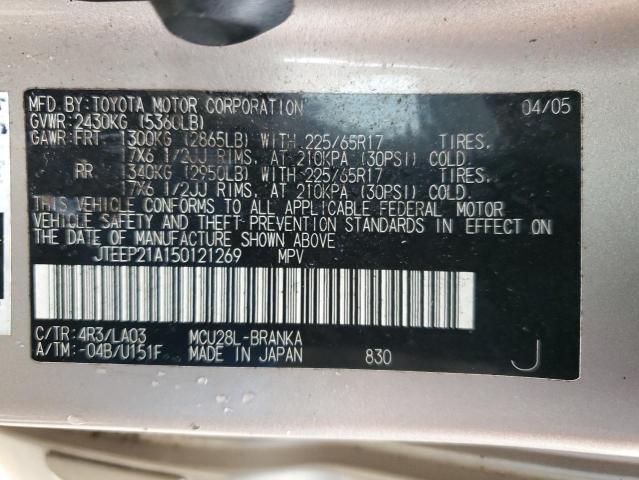 MFD.BY:TOYOTA MOTOR CORPORATION 04/05
GVWR:2430KG (5360LB)
GAWR:FRT 1300KG (2865LB) WITH 225/65R17 TIRES,
17X6 1/2JJ RIMS, AT 210KPA (30PSI) COLD.
RR 1340KG (2950LB) WITH 225/65R17 TIRES,
17X6 1/2JJ RIMS, AT 210KPA (30PSI) COLD.
THIS VEHICLE CONFORMS TO ALL APPLICABLE FEDERAL MOTOR
VEHICLE SAFETY AND THEFT PREVENTION STANDARDS IN EFFECT ON
THE DATE OF MANUFACTURE SHOWN ABOVE.
JTEEP21A150121269 MPV
C/TR:4R3/LA03 MCU28L-BRANKA
A/TM:-04B/U151F MADE IN JAPAN 830 J